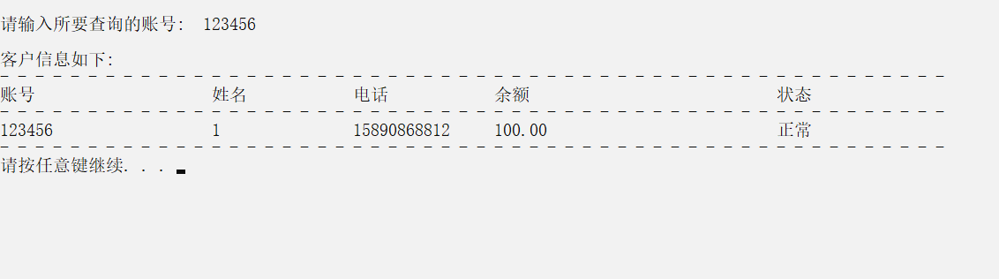 请输入所要查询的账号: 123456
客户信息如下:
- - - - - - - - - - - - - - - - - - - - - - - - - - - - - - - - - - - - - - - - - - - - - - - - - - - - - -
账号 姓名 电话 余额 状态
- - - - - - - - - - - - - - - - - - - - - - - - - - - - - - - - - - - - - - - - - - - - - - - - - - - - - -
123456 1 15890868812 100.00 正常
- - - - - - - - - - - - - - - - - - - - - - - - - - - - - - - - - - - - - - - - - - - - - - - - - - - - - -
请按任意键继续. . .